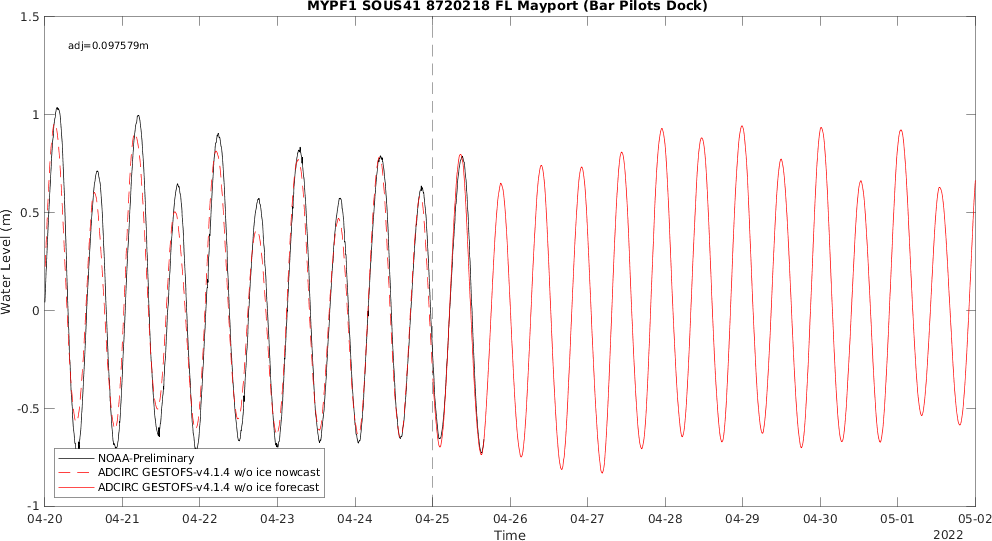 MYPF1 SOUS41 8720218 FL Mayport (Bar Pilots Dock)
adj=0.097579m
Water Level (m)
1.5
1
0.5
0
-0.5
-1
NOAA-Preliminary
ADCIRC GESTOFS-v4.1.4 w/o ice nowcast
ADCIRC GESTOFS-v4.1.4 w/o ice forecast
04-20 04-21 04-22 04-23 04-24 04-25 04-26 04-27 04-28 04-29 04-30 05-01 05-02
Time
2022